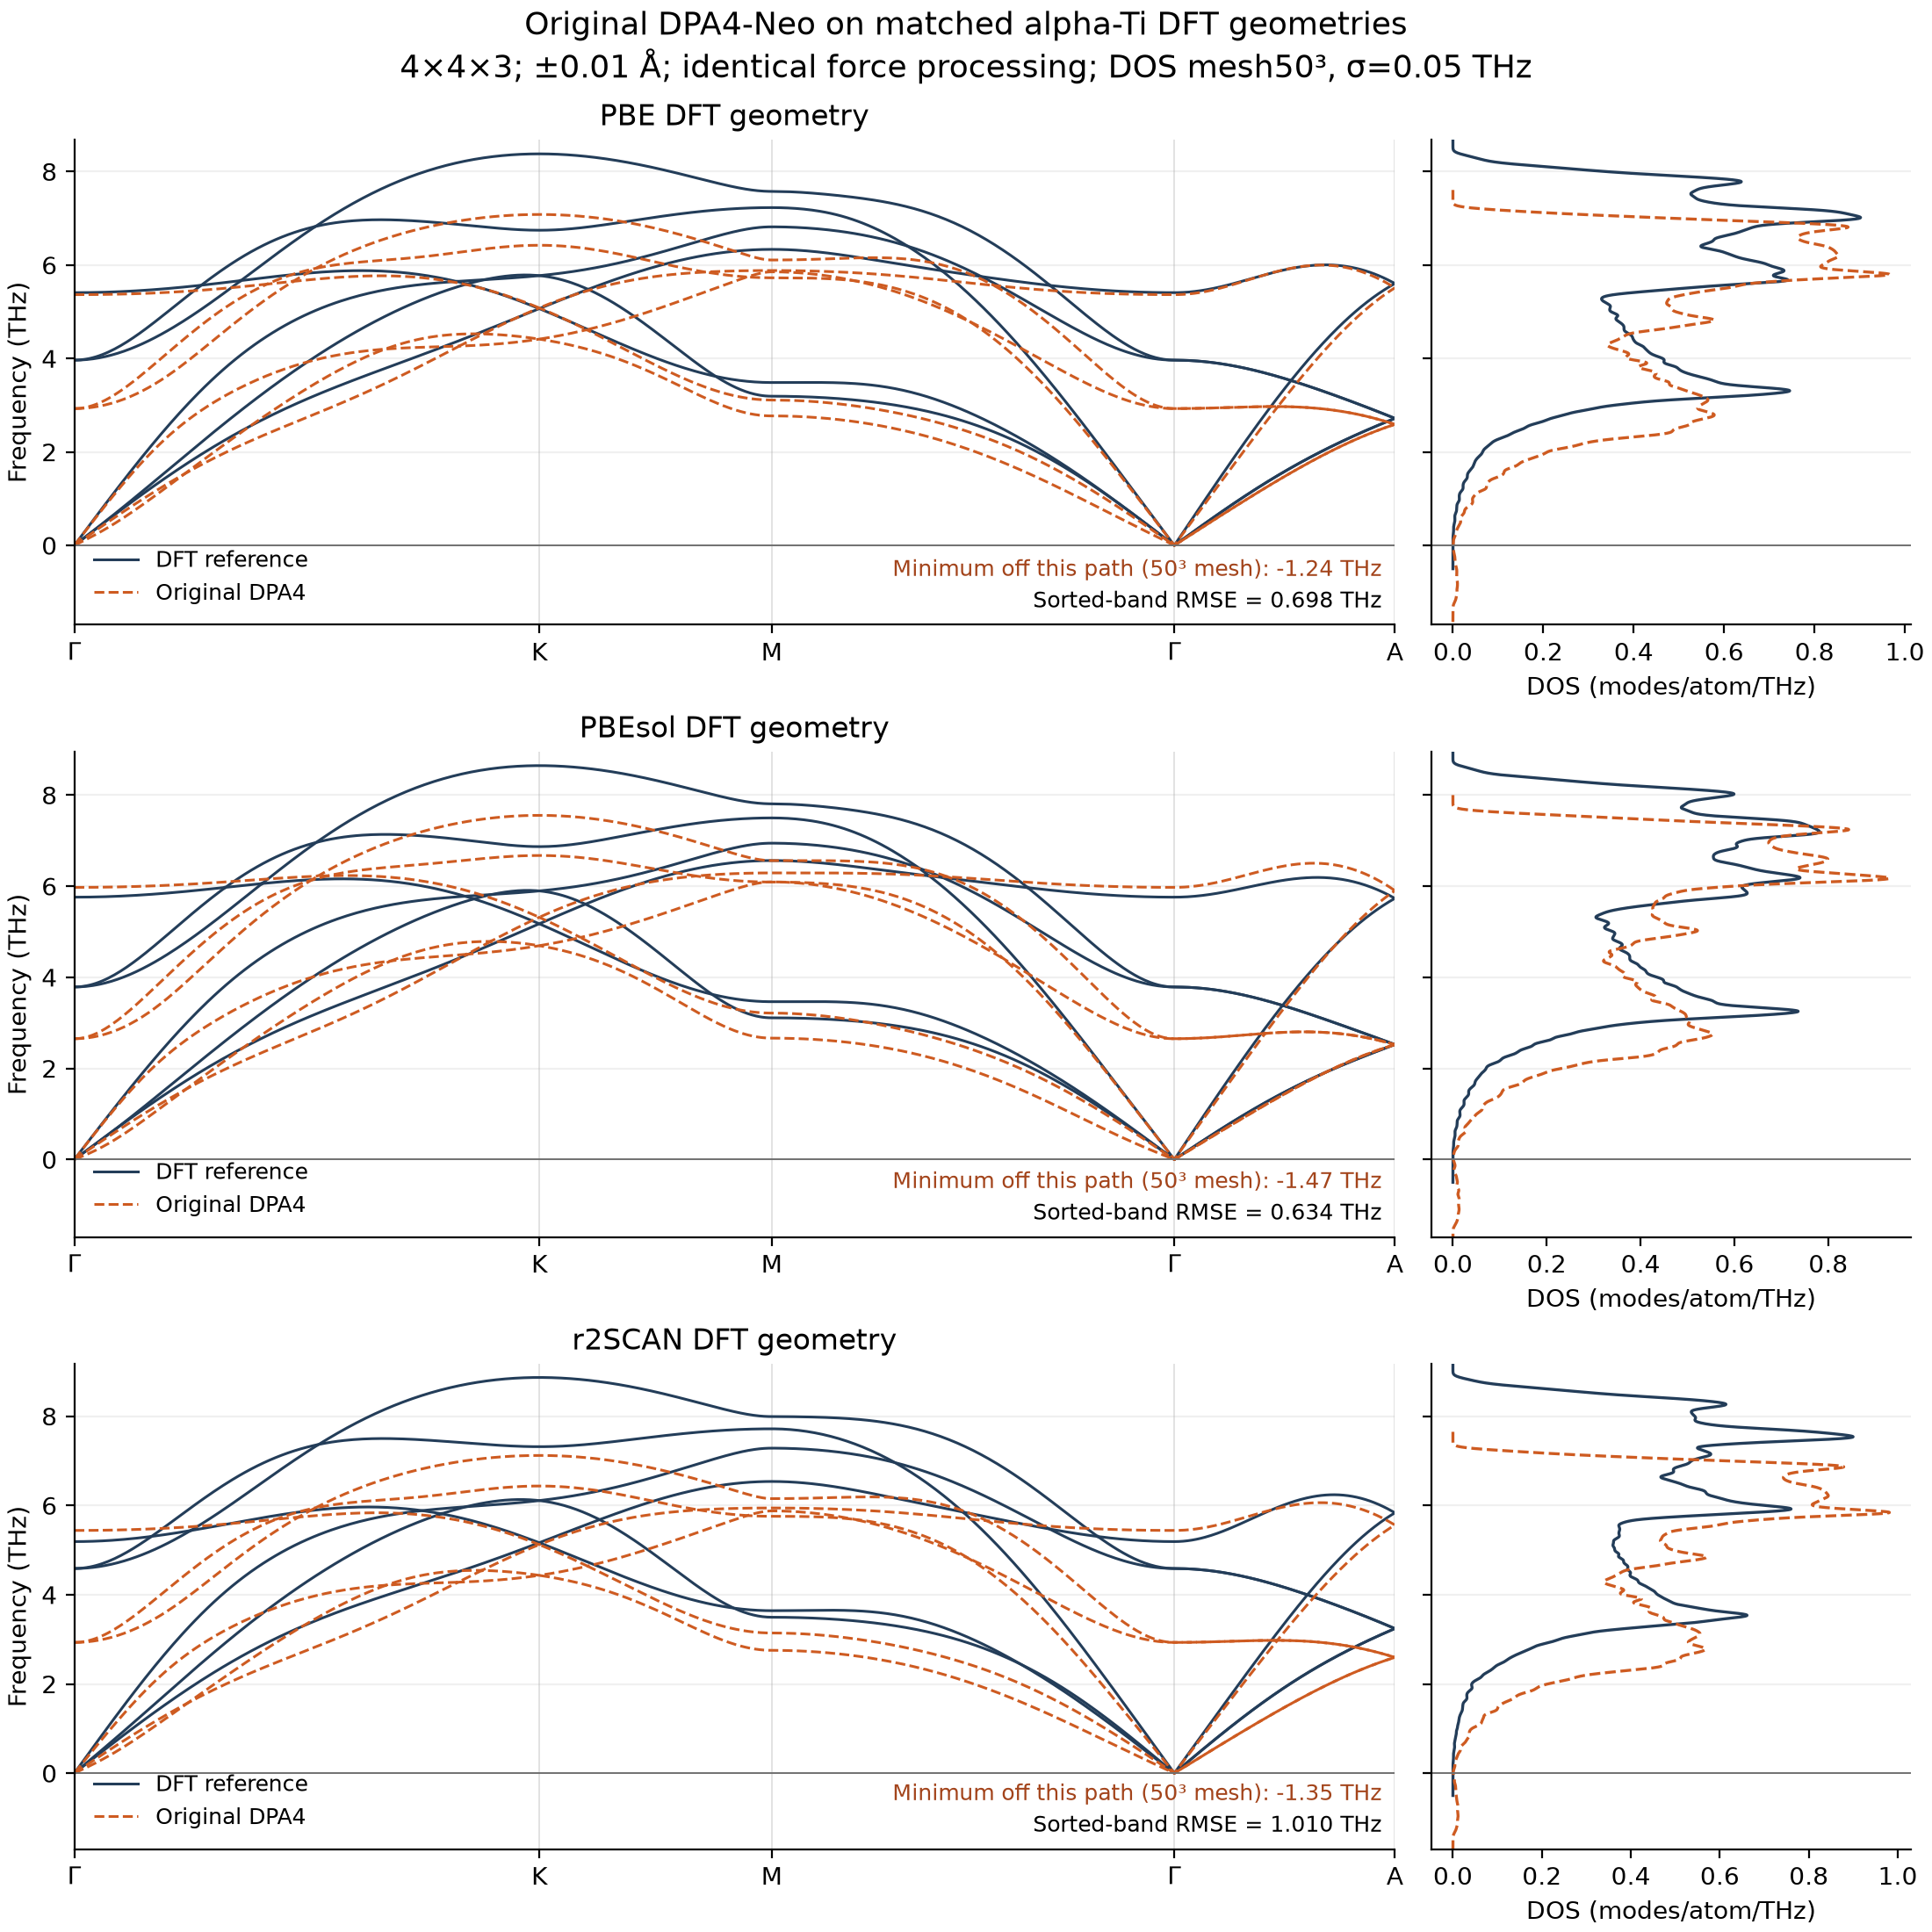 Original DPA4-Neo on matched alpha-Ti DFT geometries
4×4×3; ±0.01 Å; identical force processing; DOS mesh50³, σ=0.05 THz
PBE DFT geometry
Frequency (THz)
8
6
4
2
0
DFT reference
Original DPA4
Minimum off this path (50³ mesh): -1.24 THz
Sorted-band RMSE = 0.698 THz
Γ K M Γ A
0.0 0.2 0.4 0.6 0.8 1.0
DOS (modes/atom/THz)
PBEsol DFT geometry
Frequency (THz)
8
6
4
2
0
DFT reference
Original DPA4
Minimum off this path (50³ mesh): -1.47 THz
Sorted-band RMSE = 0.634 THz
Γ K M Γ A
0.0 0.2 0.4 0.6 0.8
DOS (modes/atom/THz)
r2SCAN DFT geometry
Frequency (THz)
8
6
4
2
0
DFT reference
Original DPA4
Minimum off this path (50³ mesh): -1.35 THz
Sorted-band RMSE = 1.010 THz
Γ K M Γ A
0.0 0.2 0.4 0.6 0.8 1.0
DOS (modes/atom/THz)